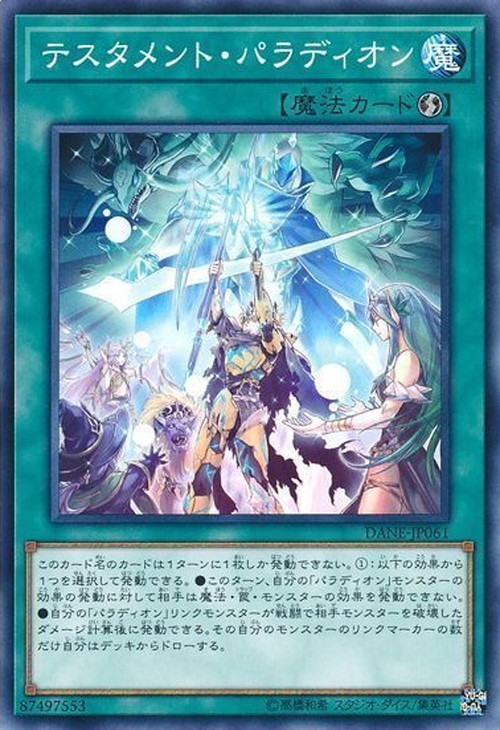 テスタメント・パラディオン 魔
【魔法カード】
DANE-JP061
このカード名のカードは1ターンに1枚しか発動できない。①:以下の効果から
1つを選択して発動できる。●このターン、自分の「パラディオン」モンスターの
効果の発動に対して相手は魔法・罠・モンスターの効果を発動できない。
●自分の「パラディオン」リンクモンスターが戦闘で相手モンスターを破壊した
ダメージ計算後に発動できる。その自分のモンスターのリンクマーカーの数
だけ自分はデッキからドローする。
87497553 ©高橋和希 スタジオ・ダイス/集英社